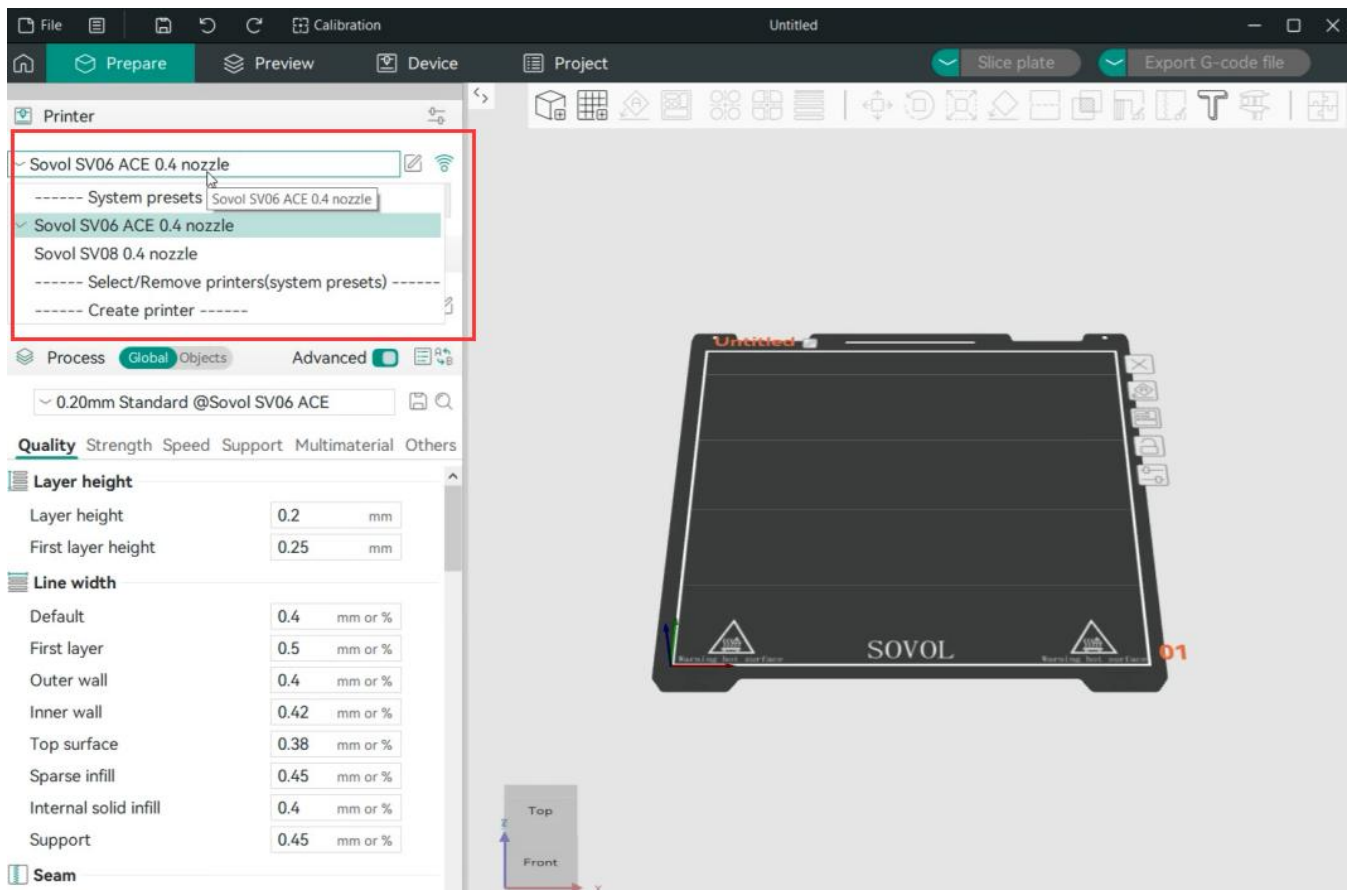 File Calibration Untitled
Prepare Preview Device Project Slice plate Export G-code file
Printer
Sovol SV06 ACE 0.4 nozzle
------ System presets
Sovol SV06 ACE 0.4 nozzle
Sovol SV06 ACE 0.4 nozzle
Sovol SV08 0.4 nozzle
------ Select/Remove printers(system presets) ------
------ Create printer ------
Process Global Objects Advanced
0.20mm Standard @Sovol SV06 ACE
Quality Strength Speed Support Multimaterial Others
Layer height
Layer height 0.2 mm
First layer height 0.25 mm
Line width
Default 0.4 mm or %
First layer 0.5 mm or %
Outer wall 0.4 mm or %
Inner wall 0.42 mm or %
Top surface 0.38 mm or %
Sparse infill 0.45 mm or %
Internal solid infill 0.4 mm or %
Support 0.45 mm or %
Seam
Untitled
Warning hot surface SOVOL Warning hot surface 01
Top
Front
z
x